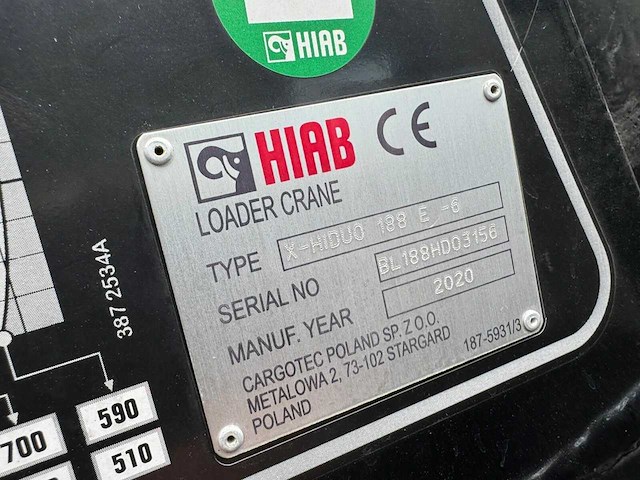 HIAB
HIAB CE
LOADER CRANE
TYPE X-HIDUO 188 E -6
SERIAL NO BL188HD03156
MANUF. YEAR 2020
CARGOTEC POLAND SP. Z O.O.
METALOWA 2, 73-102 STARGARD
POLAND
187-5931/3
387 2534A
590
700
510